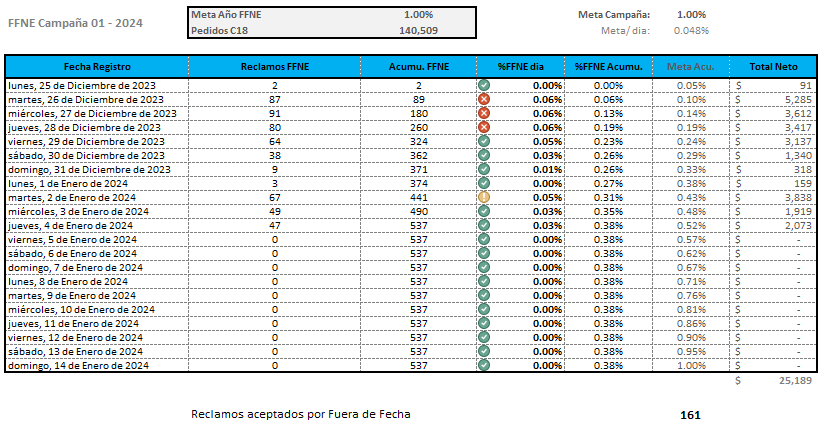 FFNE Campaña 01 - 2024
Meta Año FFNE 1.00%
Pedidos C18 140,509
Meta Campaña: 1.00%
Meta/ dia: 0.048%
Fecha Registro Reclamos FFNE Acumu. FFNE %FFNE dia %FFNE Acumu. Meta Acu. Total Neto
lunes, 25 de Diciembre de 2023 2 2 0.00% 0.00% 0.05% $ 91
martes, 26 de Diciembre de 2023 87 89 0.06% 0.06% 0.10% $ 5,285
miércoles, 27 de Diciembre de 2023 91 180 0.06% 0.13% 0.14% $ 3,612
jueves, 28 de Diciembre de 2023 80 260 0.06% 0.19% 0.19% $ 3,417
viernes, 29 de Diciembre de 2023 64 324 0.05% 0.23% 0.24% $ 3,137
sábado, 30 de Diciembre de 2023 38 362 0.03% 0.26% 0.29% $ 1,340
domingo, 31 de Diciembre de 2023 9 371 0.01% 0.26% 0.33% $ 318
lunes, 1 de Enero de 2024 3 374 0.00% 0.27% 0.38% $ 159
martes, 2 de Enero de 2024 67 441 0.05% 0.31% 0.43% $ 3,838
miércoles, 3 de Enero de 2024 49 490 0.03% 0.35% 0.48% $ 1,919
jueves, 4 de Enero de 2024 47 537 0.03% 0.38% 0.52% $ 2,073
viernes, 5 de Enero de 2024 0 537 0.00% 0.38% 0.57% $ -
sábado, 6 de Enero de 2024 0 537 0.00% 0.38% 0.62% $ -
domingo, 7 de Enero de 2024 0 537 0.00% 0.38% 0.67% $ -
lunes, 8 de Enero de 2024 0 537 0.00% 0.38% 0.71% $ -
martes, 9 de Enero de 2024 0 537 0.00% 0.38% 0.76% $ -
miércoles, 10 de Enero de 2024 0 537 0.00% 0.38% 0.81% $ -
jueves, 11 de Enero de 2024 0 537 0.00% 0.38% 0.86% $ -
viernes, 12 de Enero de 2024 0 537 0.00% 0.38% 0.90% $ -
sábado, 13 de Enero de 2024 0 537 0.00% 0.38% 0.95% $ -
domingo, 14 de Enero de 2024 0 537 0.00% 0.38% 1.00% $ -
$ 25,189
Reclamos aceptados por Fuera de Fecha 161